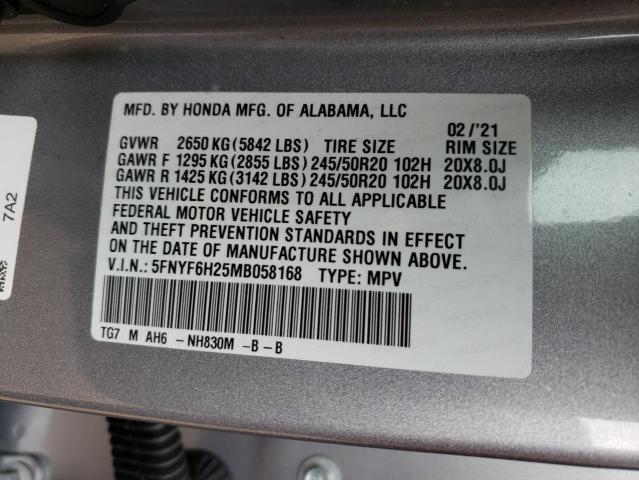 MFD. BY HONDA MFG. OF ALABAMA, LLC 02 /'21
GVWR 2650 KG (5842 LBS) TIRE SIZE RIM SIZE
GAWR F 1295 KG (2855 LBS) 245/50R20 102H 20X8.0J
GAWR R 1425 KG (3142 LBS) 245/50R20 102H 20X8.0J
THIS VEHICLE CONFORMS TO ALL APPLICABLE
FEDERAL MOTOR VEHICLE SAFETY
AND THEFT PREVENTION STANDARDS IN EFFECT
ON THE DATE OF MANUFACTURE SHOWN ABOVE.
V.I.N.: 5FNYF6H25MB058168 TYPE: MPV
TG7 M AH6 - NH830M - B - B
7A2